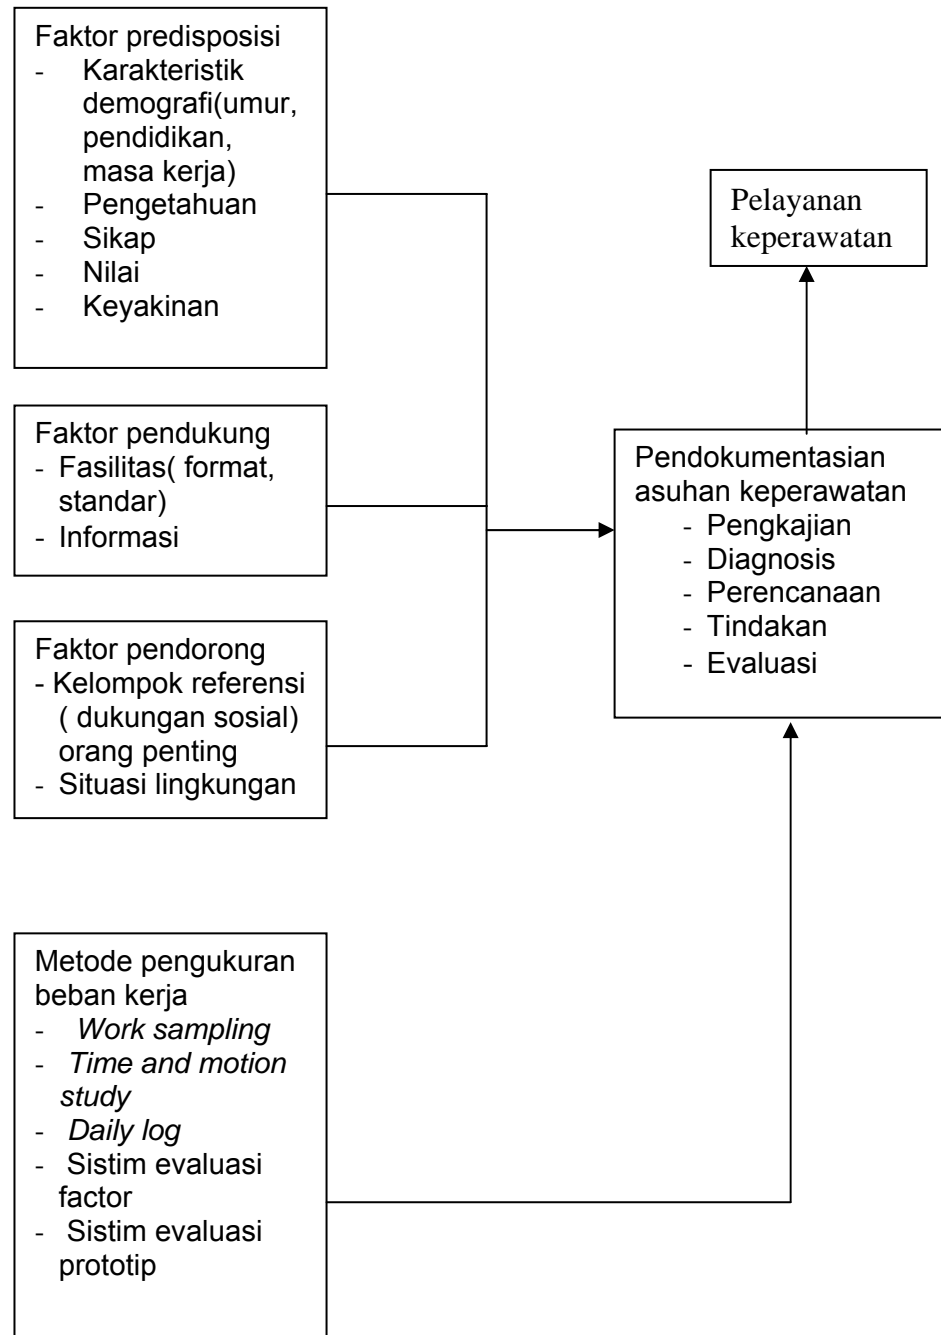 Faktor predisposisi
- Karakteristik
demografi(umur,
pendidikan,
masa kerja)
- Pengetahuan
- Sikap
- Nilai
- Keyakinan
Faktor pendukung
- Fasilitas( format,
standar)
- Informasi
Faktor pendorong
- Kelompok referensi
( dukungan sosial)
orang penting
- Situasi lingkungan
Metode pengukuran
beban kerja
- Work sampling
- Time and motion
study
- Daily log
- Sistim evaluasi
factor
- Sistim evaluasi
prototip
Pelayanan
keperawatan
Pendokumentasian
asuhan keperawatan
- Pengkajian
- Diagnosis
- Perencanaan
- Tindakan
- Evaluasi